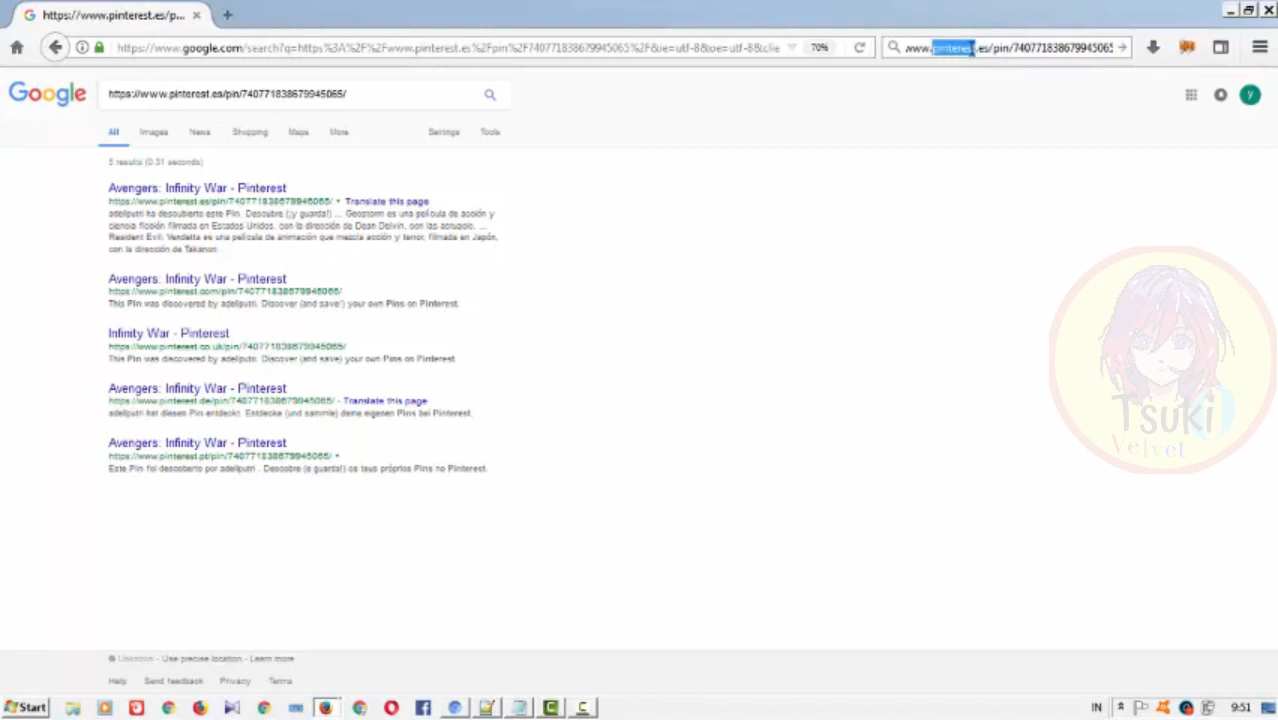 https://www.pinterest.es/p...
https://www.google.com/search?q=https%3A%2F%2Fwww.pinterest.es%2Fpin%2F740771838679945065%2F&ie=utf-8&oe=utf-8&clie
70%
www.pinterest.es/pin/740771838679945065
Google
https://www.pinterest.es/pin/740771838679945065/
y
All Images News Shopping Maps More Settings Tools
5 results (0.31 seconds)
Avengers: Infinity War - Pinterest
https://www.pinterest.es/pin/740771838679945065/ Translate this page
adeliputri ha descubierto este Pin. Descubre (¡y guarda!) ... Geostorm es una película de acción y
ciencia ficción filmada en Estados Unidos, con la dirección de Dean Devlin, con las ...
Resident Evil: Vendetta es una película de animación que mezcla acción y terror, filmada en Japón,
con la dirección de Takanori
Avengers: Infinity War - Pinterest
https://www.pinterest.com/pin/740771838679945065/
This Pin was discovered by adeliputri. Discover (and save!) your own Pins on Pinterest.
Infinity War - Pinterest
https://www.pinterest.co.uk/pin/740771838679945065/
This Pin was discovered by adeliputri. Discover (and save) your own Pins on Pinterest.
Avengers: Infinity War - Pinterest
https://www.pinterest.de/pin/740771838679945065/ - Translate this page
adeliputri hat diesen Pin entdeckt. Entdecke (und sammle) deine eigenen Pins bei Pinterest.
Avengers: Infinity War - Pinterest
https://www.pinterest.pt/pin/740771838679945065/
Este Pin foi descoberto por adeliputri . Descobre (e guarda!) os teus próprios Pins no Pinterest.
Tsuki
Velvet
Unknown - Use precise location - Learn more
Help Send feedback Privacy Terms
Start
IN
9:51